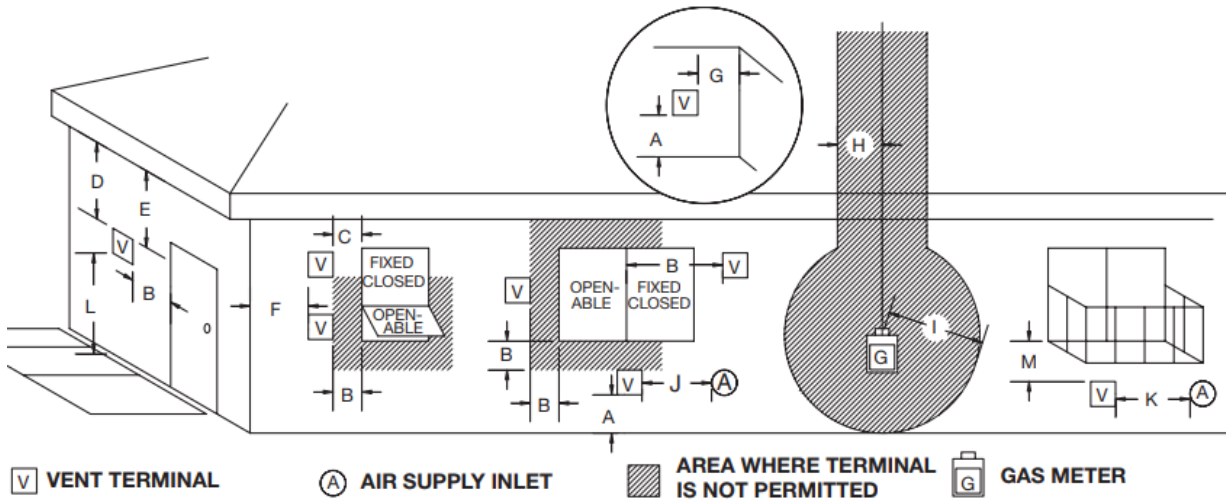 G
V
A
H
D
E
C
V
V
B
L
F
FIXED
CLOSED
OPEN-
ABLE
V
B
V
OPEN-
ABLE
FIXED
CLOSED
B
V
B
B
V
J
A
A
I
G
M
V
K
A
V VENT TERMINAL
A AIR SUPPLY INLET
AREA WHERE TERMINAL
IS NOT PERMITTED
G GAS METER